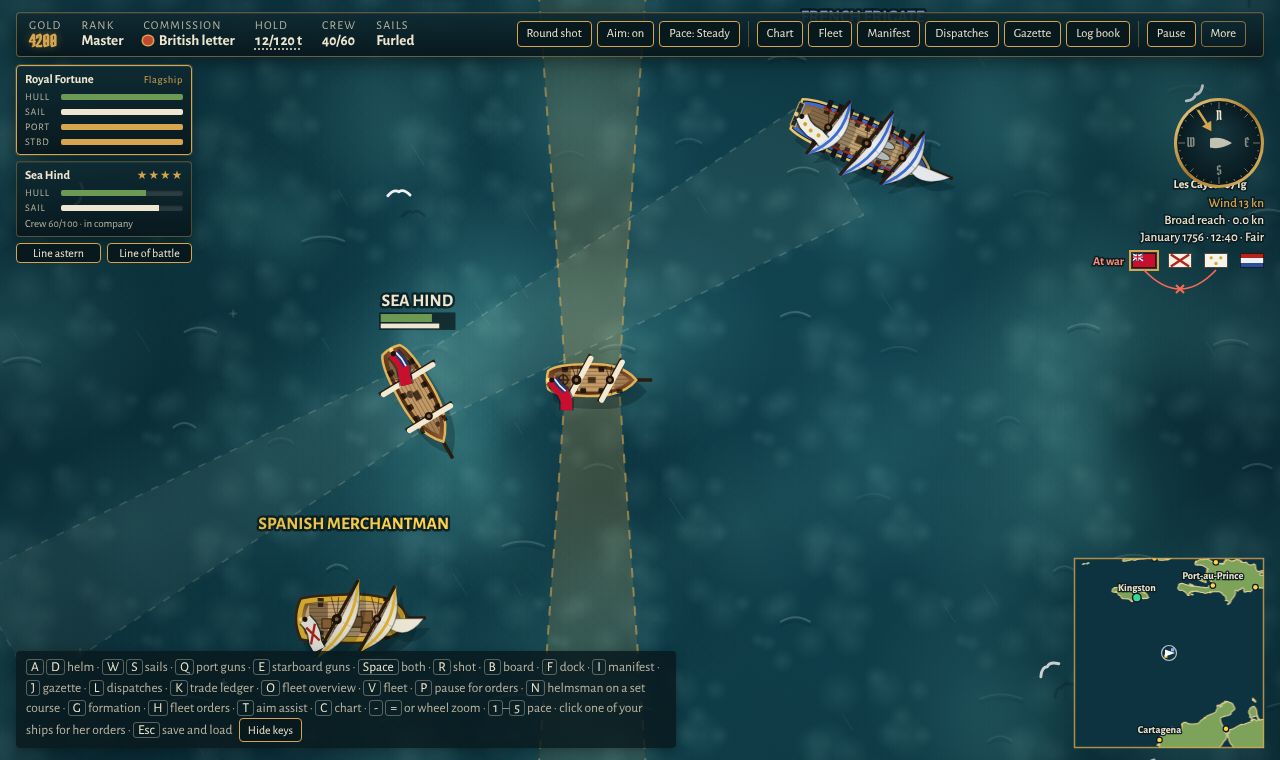 FRENCH FRIGATE
GOLD RANK COMMISSION HOLD CREW SAILS
4200 Master British letter 12/120 t 40/60 Furled
Round shot Aim: on Pace: Steady Chart Fleet Manifest Dispatches Gazette Log book Pause More
Royal Fortune Flagship
HULL
SAIL
PORT
STBD
Sea Hind ★★★★
HULL
SAIL
Crew 60/100 · in company
Line astern Line of battle
N
W E
S
Wind 13 kn
Broad reach · 0.0 kn
January 1756 · 12:40 · Fair
At war
SEA HIND
SPANISH MERCHANTMAN
Kingston
Port-au-Prince
Cartagena
A D helm · W S sails · Q port guns · E starboard guns · Space both · R shot · B board · F dock · I manifest ·
J gazette · L dispatches · K trade ledger · O fleet overview · V fleet · P pause for orders · N helmsman on a set
course · G formation · H fleet orders · T aim assist · C chart · - = or wheel zoom · 1–5 pace · click one of your
ships for her orders · Esc save and load Hide keys